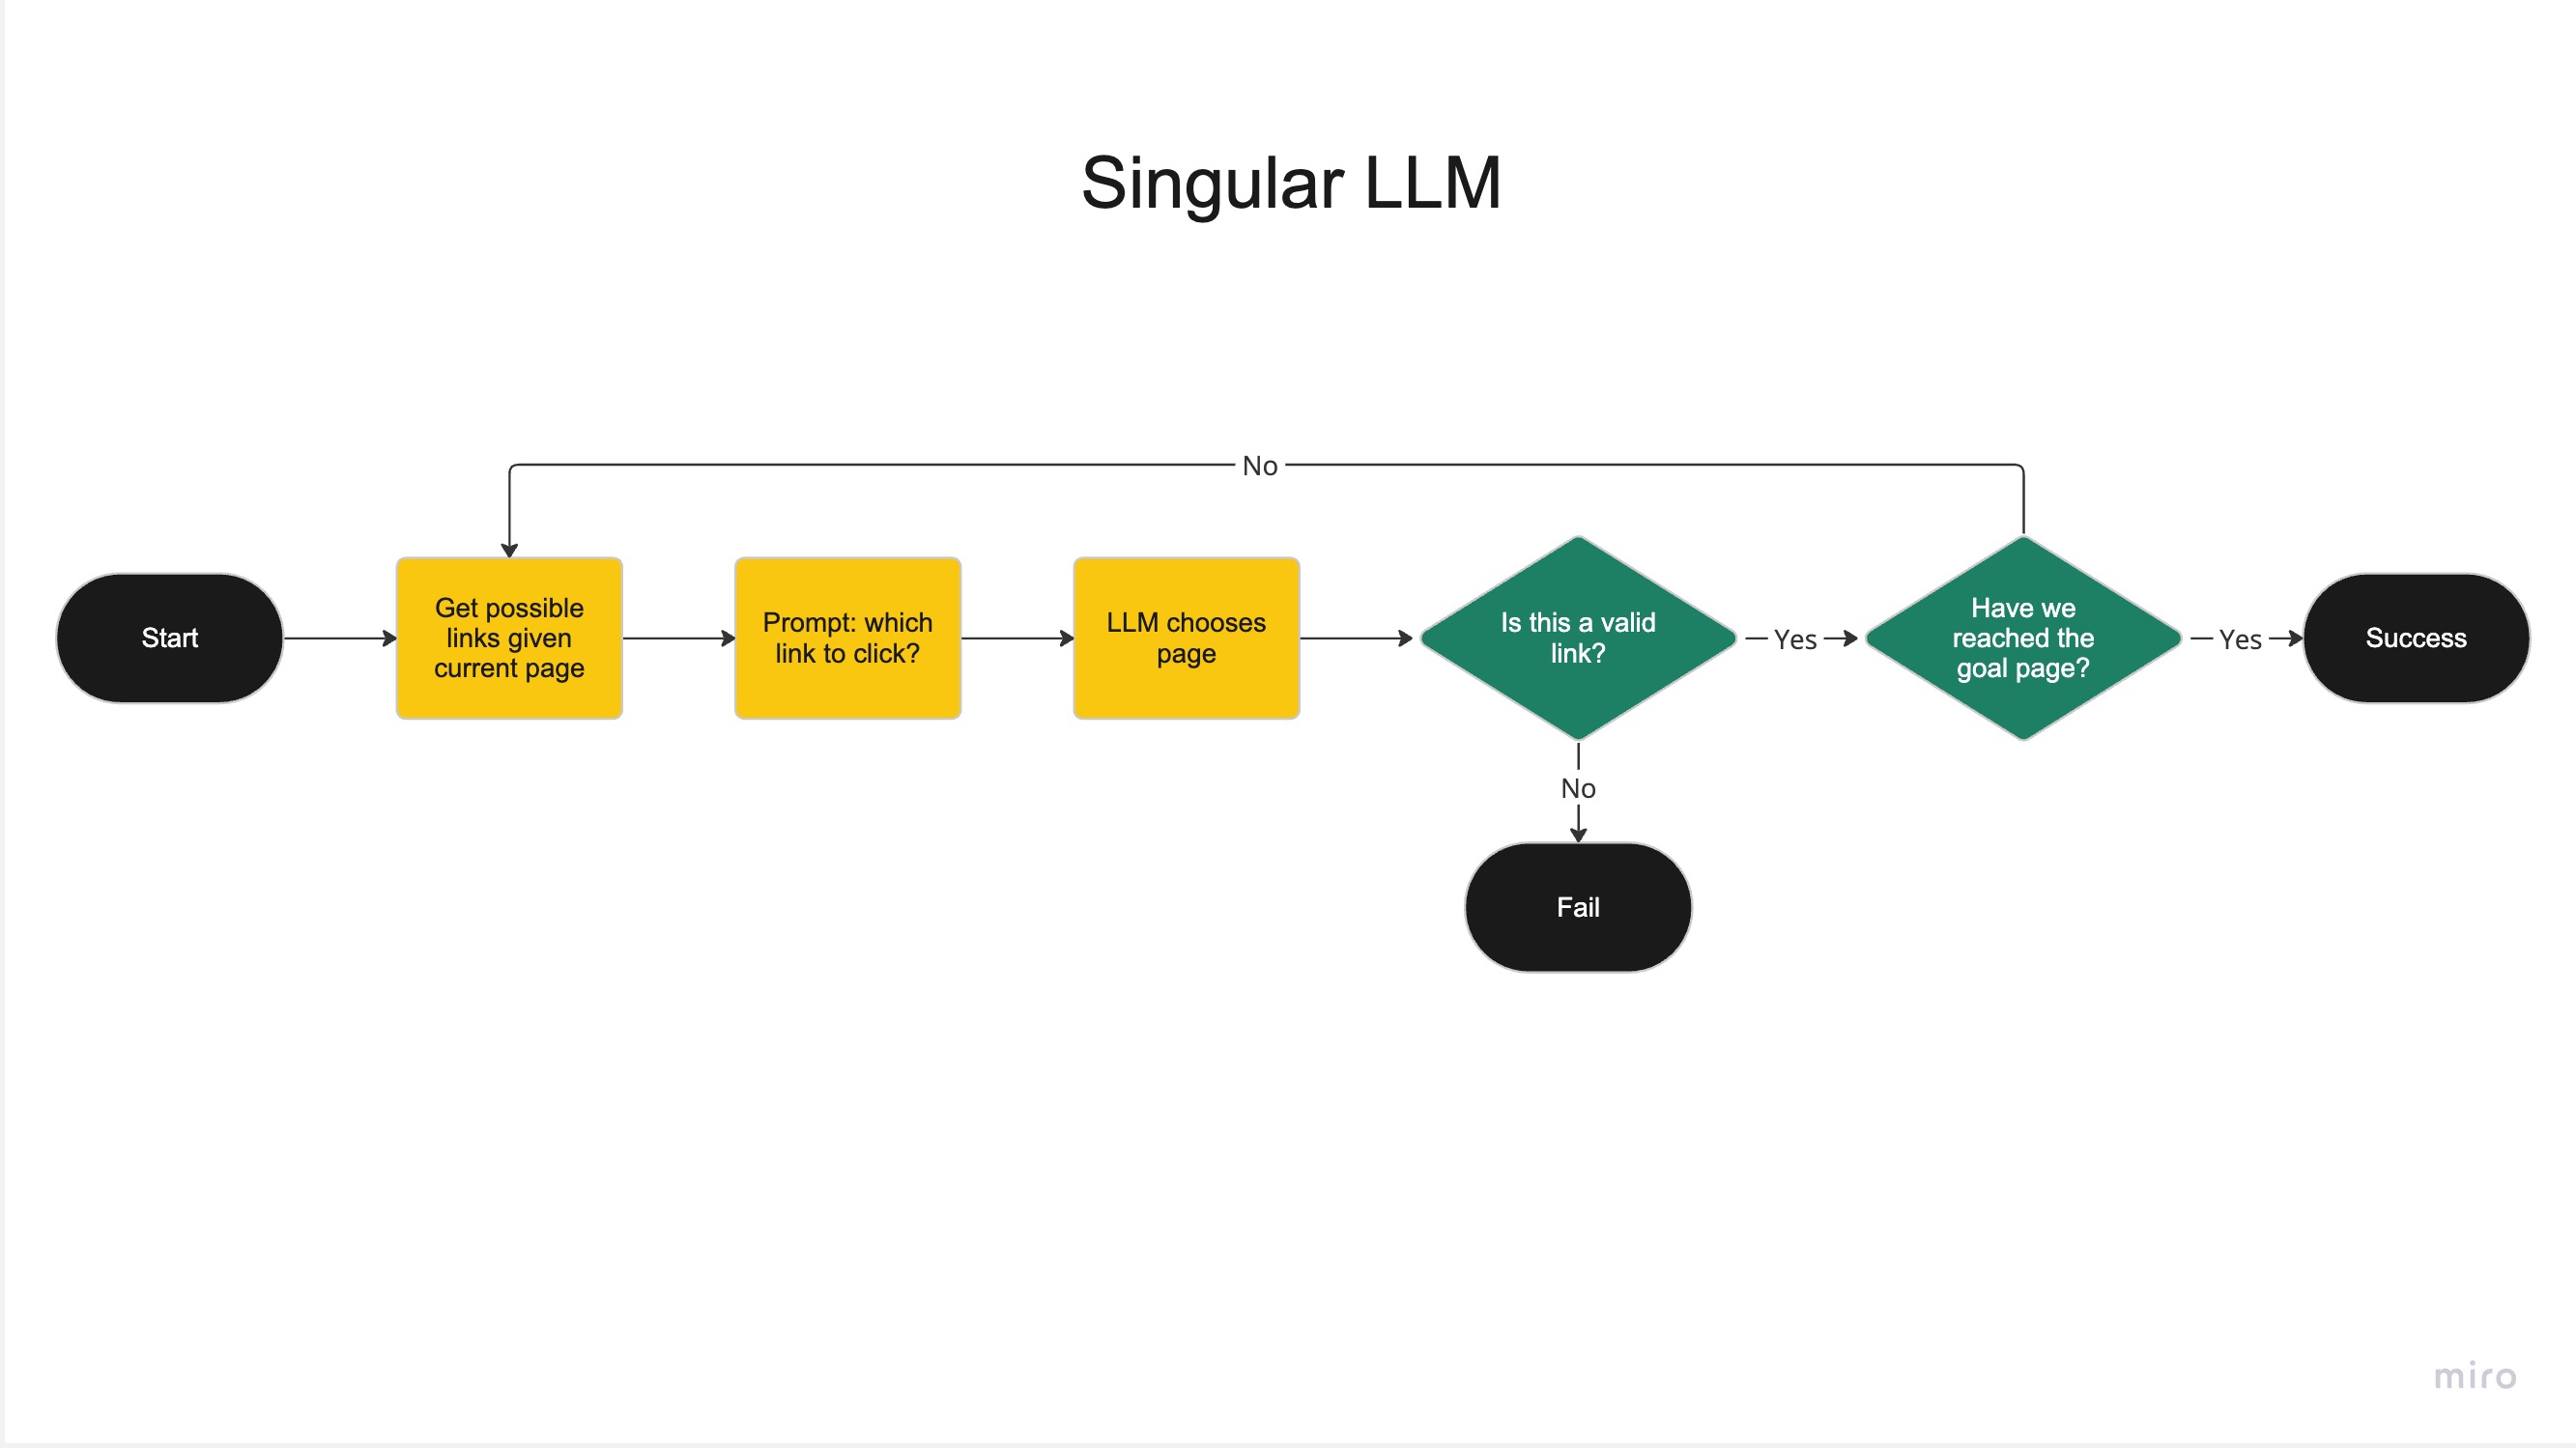 Singular LLM
No
Start
Get possible
links given
current page
Prompt: which
link to click?
LLM chooses
page
Is this a valid
link?
Yes
Have we
reached the
goal page?
Yes
Success
No
Fail
miro